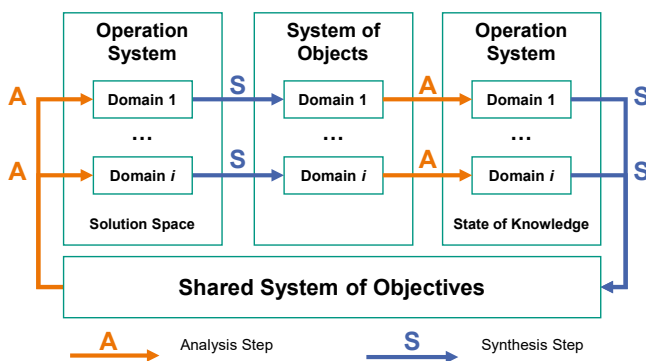 Operation
System
System of
Objects
Operation
System
A
Domain 1
S
Domain 1
A
Domain 1
S
...
...
...
A
Domain i
S
Domain i
A
Domain i
S
Solution Space
State of Knowledge
Shared System of Objectives
A
Analysis Step
S
Synthesis Step